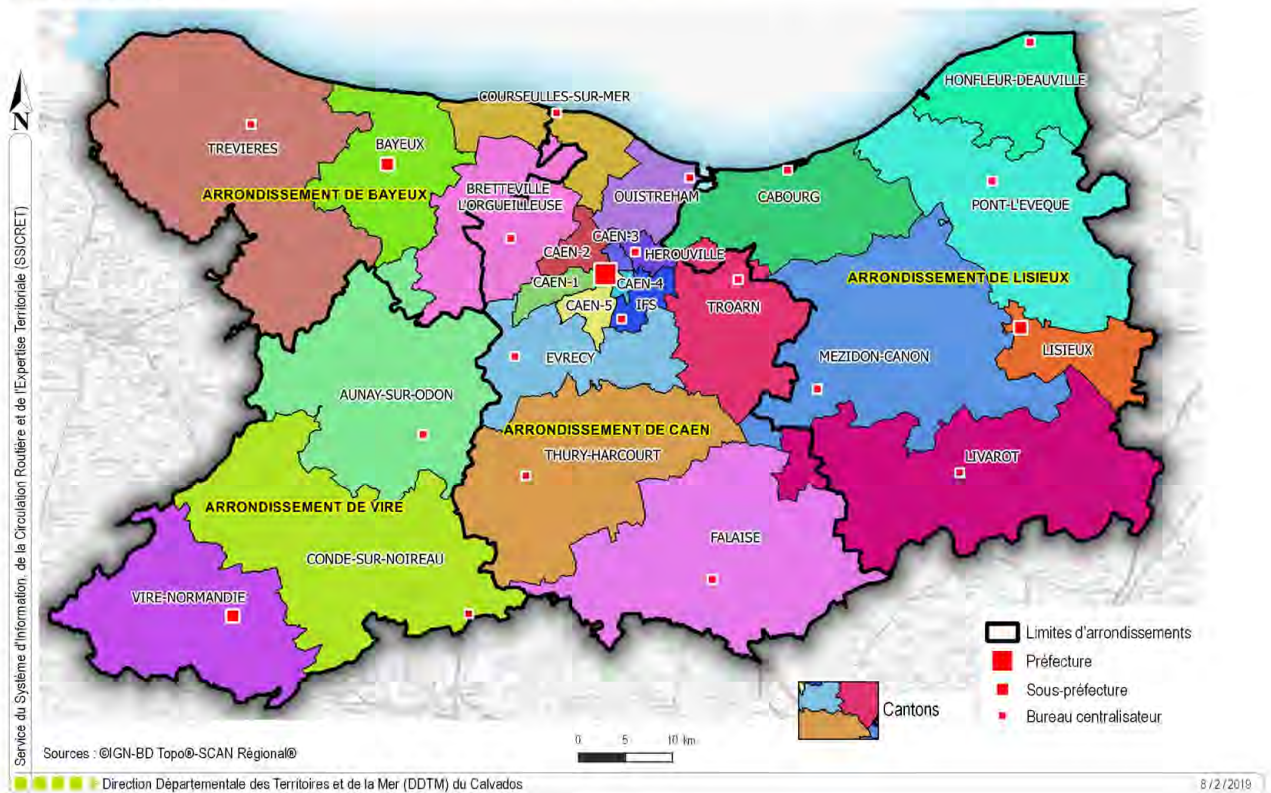 HONFLEUR-DEAUVILLE
COURSEULLES-SUR-MER
TREVIERES
BAYEUX
ARRONDISSEMENT DE BAYEUX
BRETTEVILLE
L'ORGUEILLEUSE
OUISTREHAM
CABOURG
PONT-L'EVEQUE
CAEN-3
CAEN-2
HEROUVILLE
CAEN-1
CAEN-4
ARRONDISSEMENT DE LISIEUX
CAEN-5
IFS
TROARN
EVRECY
MEZIDON-CANON
LISIEUX
AUNAY-SUR-ODON
ARRONDISSEMENT DE CAEN
THURY-HARCOURT
LIVAROT
ARRONDISSEMENT DE VIRE
FALAISE
CONDE-SUR-NOIREAU
VIRE-NORMANDIE
N
Service du Système d'Information, de la Circulation Routière et de l'Expertise Territoriale (SSICRET)
Limites d'arrondissements
Préfecture
Sous-préfecture
Bureau centralisateur
Cantons
0 5 10 km
Sources : ©IGN-BD Topo®-SCAN Régional®
Direction Départementale des Territoires et de la Mer (DDTM) du Calvados
8/2/2019